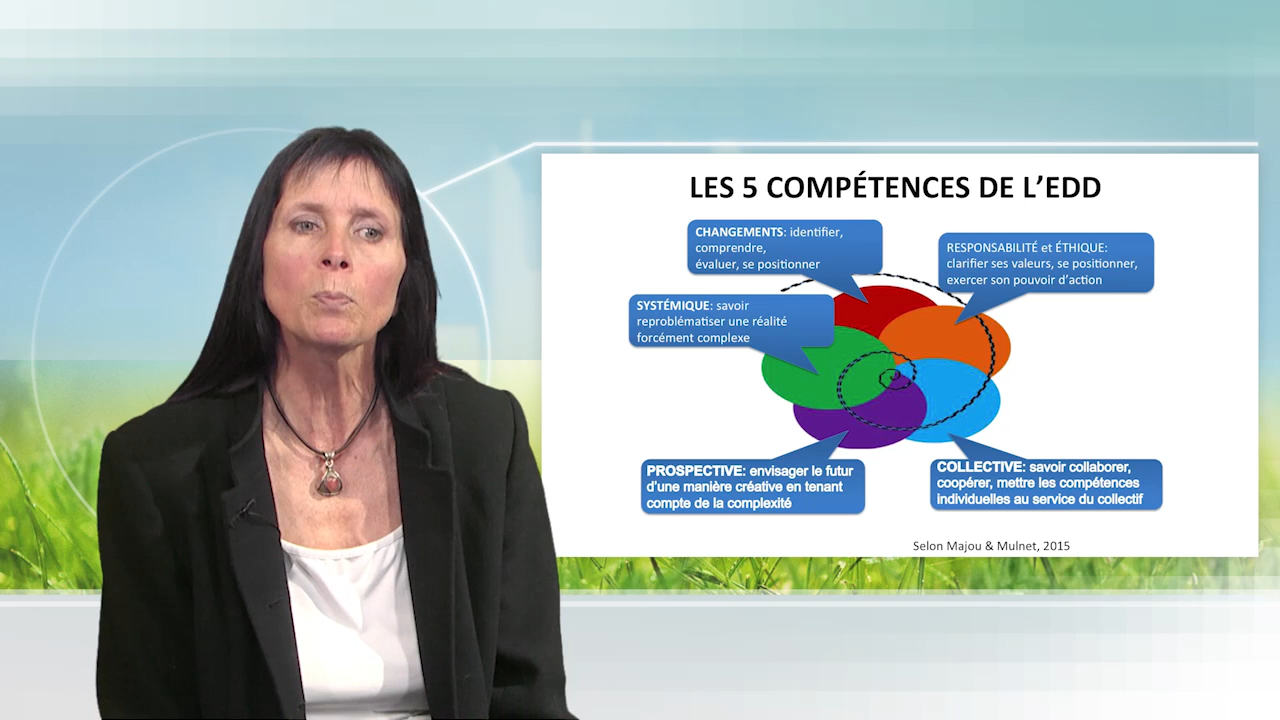 LES 5 COMPÉTENCES DE L’EDD
CHANGEMENTS: identifier,
comprendre,
évaluer, se positionner
RESPONSABILITÉ et ÉTHIQUE:
clarifier ses valeurs, se positionner,
exercer son pouvoir d’action
SYSTÉMIQUE: savoir
reproblématiser une réalité
forcément complexe
PROSPECTIVE: envisager le futur
d’une manière créative en tenant
compte de la complexité
COLLECTIVE: savoir collaborer,
coopérer, mettre les compétences
individuelles au service du collectif
Selon Majou & Mulnet, 2015